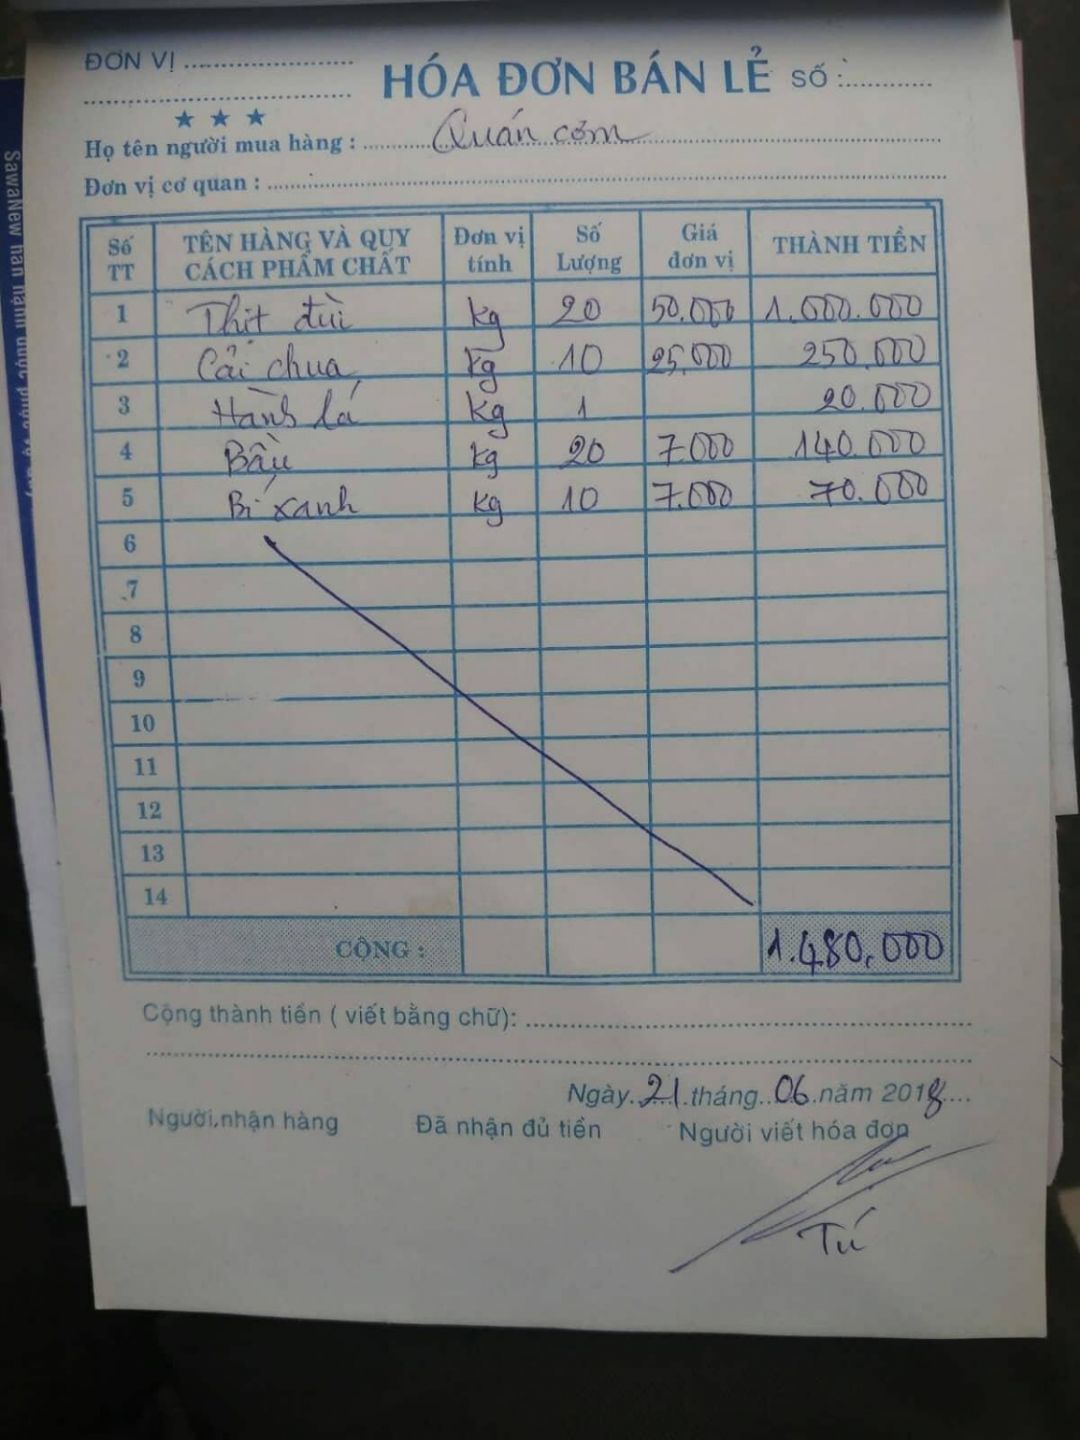 ĐƠN VỊ ........................
HÓA ĐƠN BÁN LẺ SỐ :............
★ ★ ★
Họ tên người mua hàng : Quán cơm
Đơn vị cơ quan :
Số TT TÊN HÀNG VÀ QUY CÁCH PHẨM CHẤT Đơn vị tính Số Lượng Giá đơn vị THÀNH TIỀN
1 Thịt đùi kg 20 50.000 1.000.000
2 Cải chua kg 10 25.000 250.000
3 Hành lá kg 1 20.000
4 Bầu kg 20 7.000 140.000
5 Bí xanh kg 10 7.000 70.000
6
7
8
9
10
11
12
13
14
CỘNG : 1.480.000
Cộng thành tiền ( viết bằng chữ):
Ngày 21 tháng 06 năm 2018
Người nhận hàng Đã nhận đủ tiền Người viết hóa đơn
Tú
SawaNew hân hạnh được phục vụ